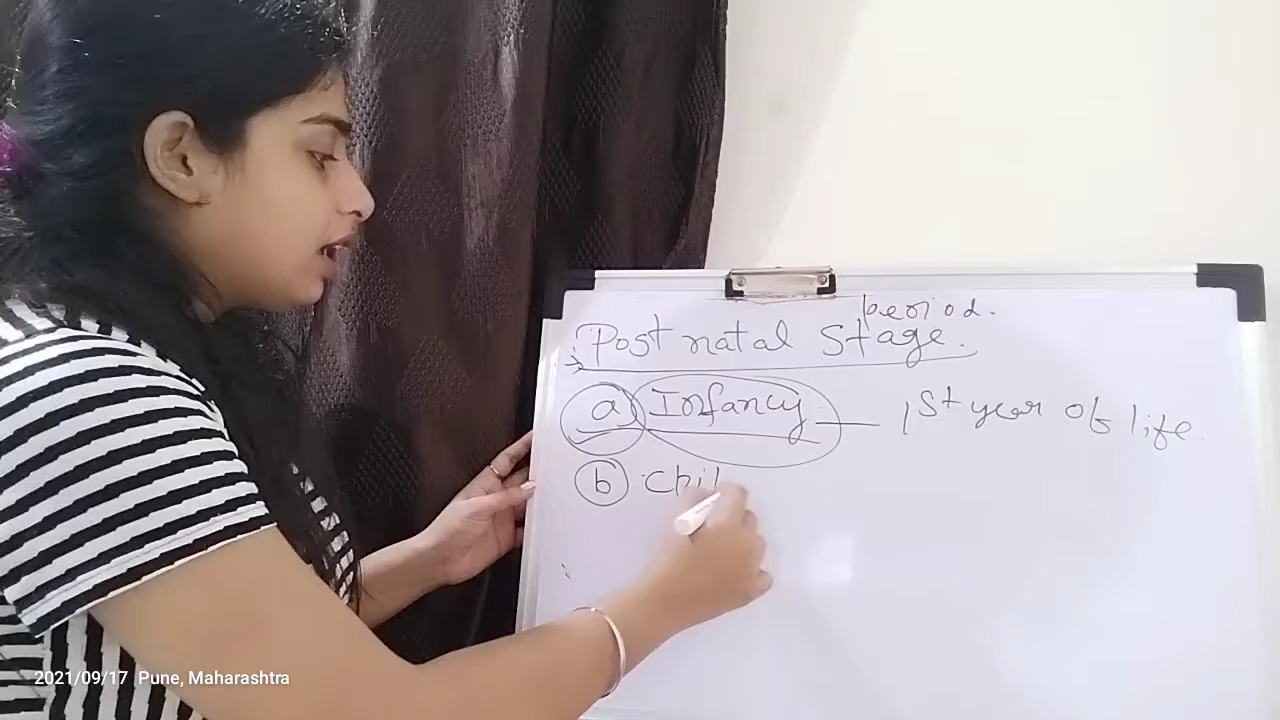 period.
Post natal Stage.
a) Infancy — 1st year of life
b) Chil
2021/09/17 Pune, Maharashtra